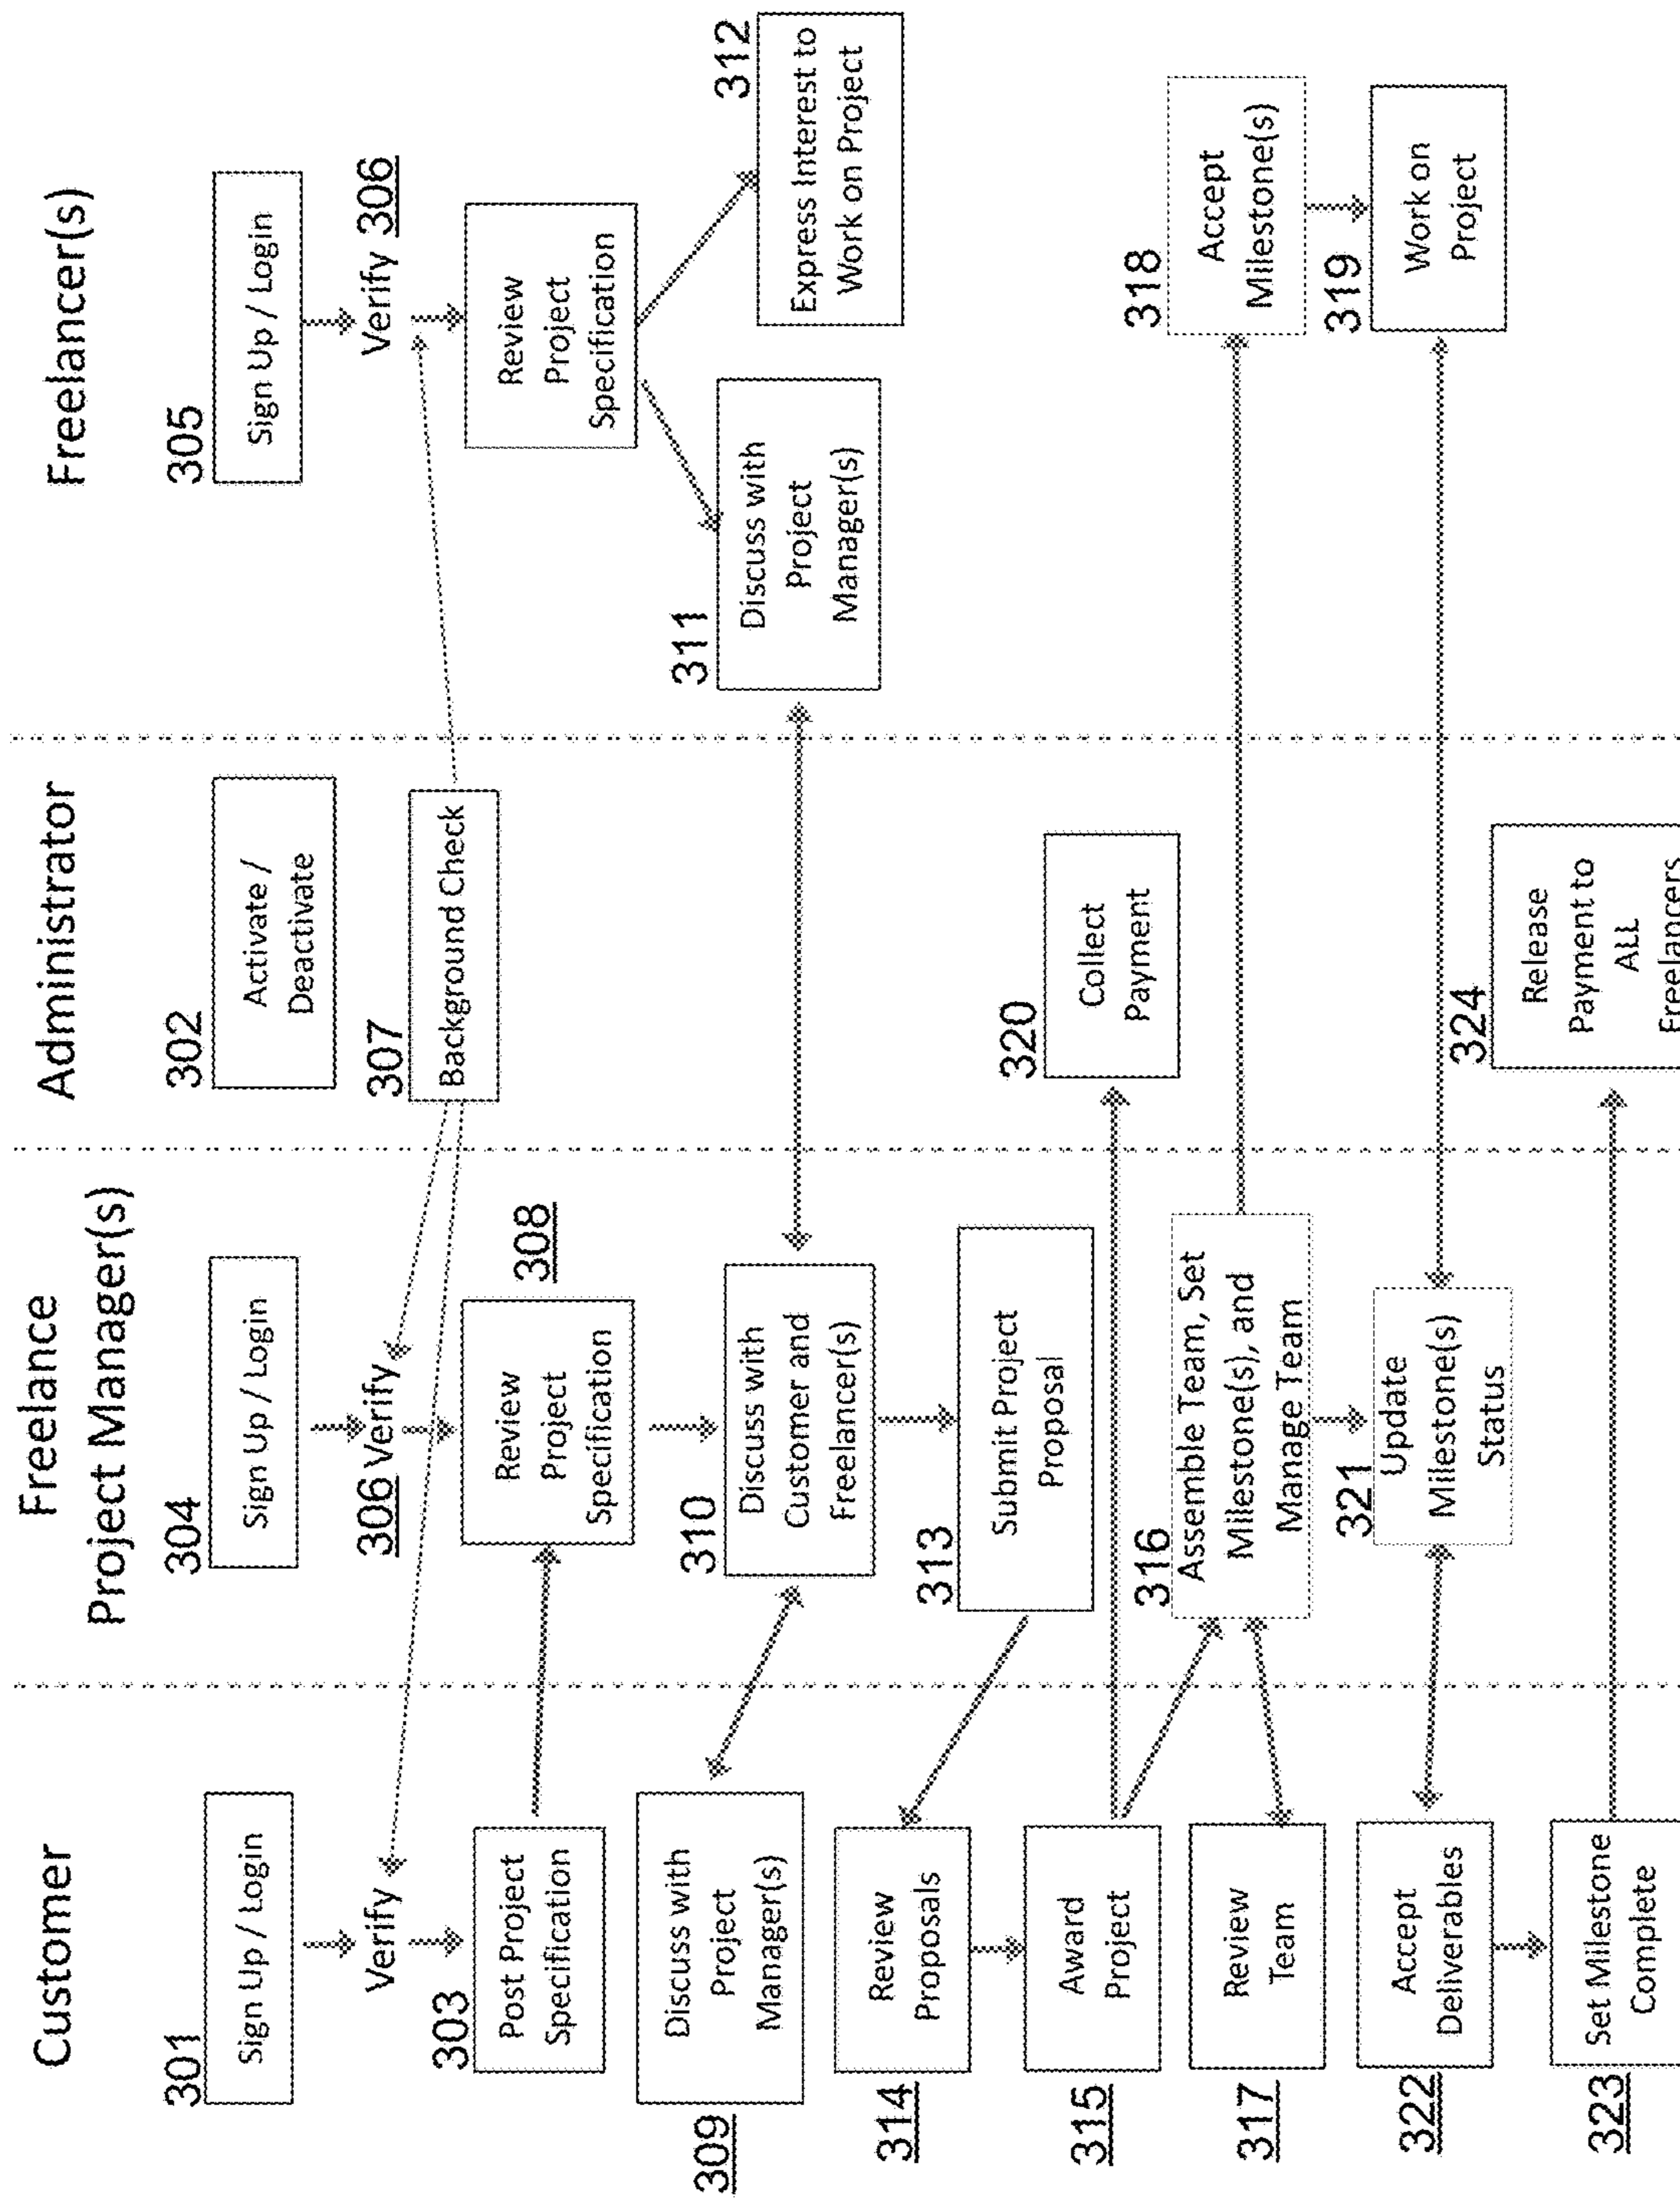 Customer
Freelance
Project Manager(s)
Administrator
Freelancer(s)
301
Sign Up / Login
304
Sign Up / Login
302
Activate /
Deactivate
305
Sign Up / Login
Verify
306 Verify
307
Background Check
Verify 306
303
Post Project
Specification
Review
Project
Specification
308
Review
Project
Specification
309
Discuss with
Project
Manager(s)
310
Discuss with
Customer and
Freelancer(s)
311
Discuss with
Project
Manager(s)
312
Express Interest to
Work on Project
314
Review
Proposals
313
Submit Project
Proposal
315
Award
Project
320
Collect
Payment
317
Review
Team
316
Assemble Team, Set
Milestone(s), and
Manage Team
318
Accept
Milestone(s)
322
Accept
Deliverables
321
Update
Milestone(s)
Status
319
Work on
Project
323
Set Milestone
Complete
324
Release
Payment to
ALL
Freelancers